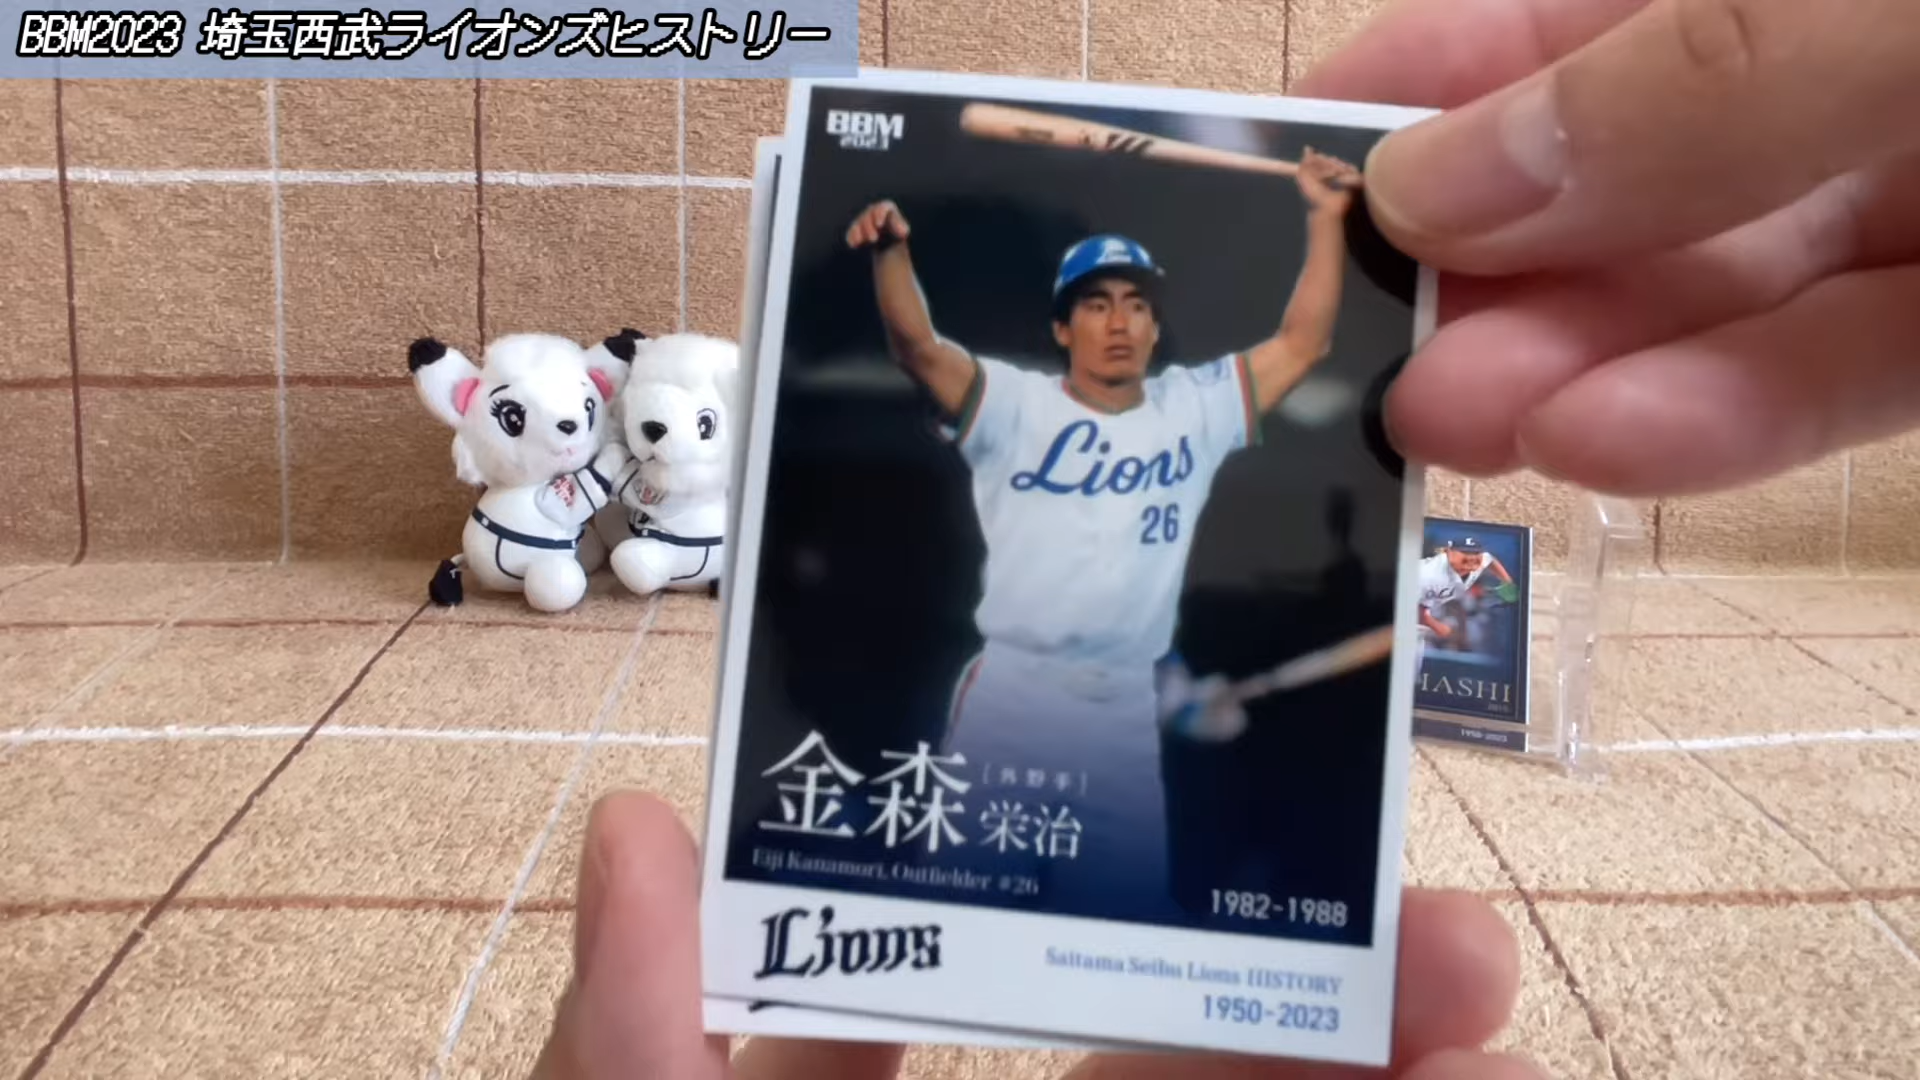 BBM2023 埼玉西武ライオンズヒストリー
BBM
2023
Lions
26
金森 栄治
[外野手]
Eiji Kanamori, Outfielder #26
1982-1988
Lions
Saitama Seibu Lions HISTORY
1950-2023
HASHI
1950-2023